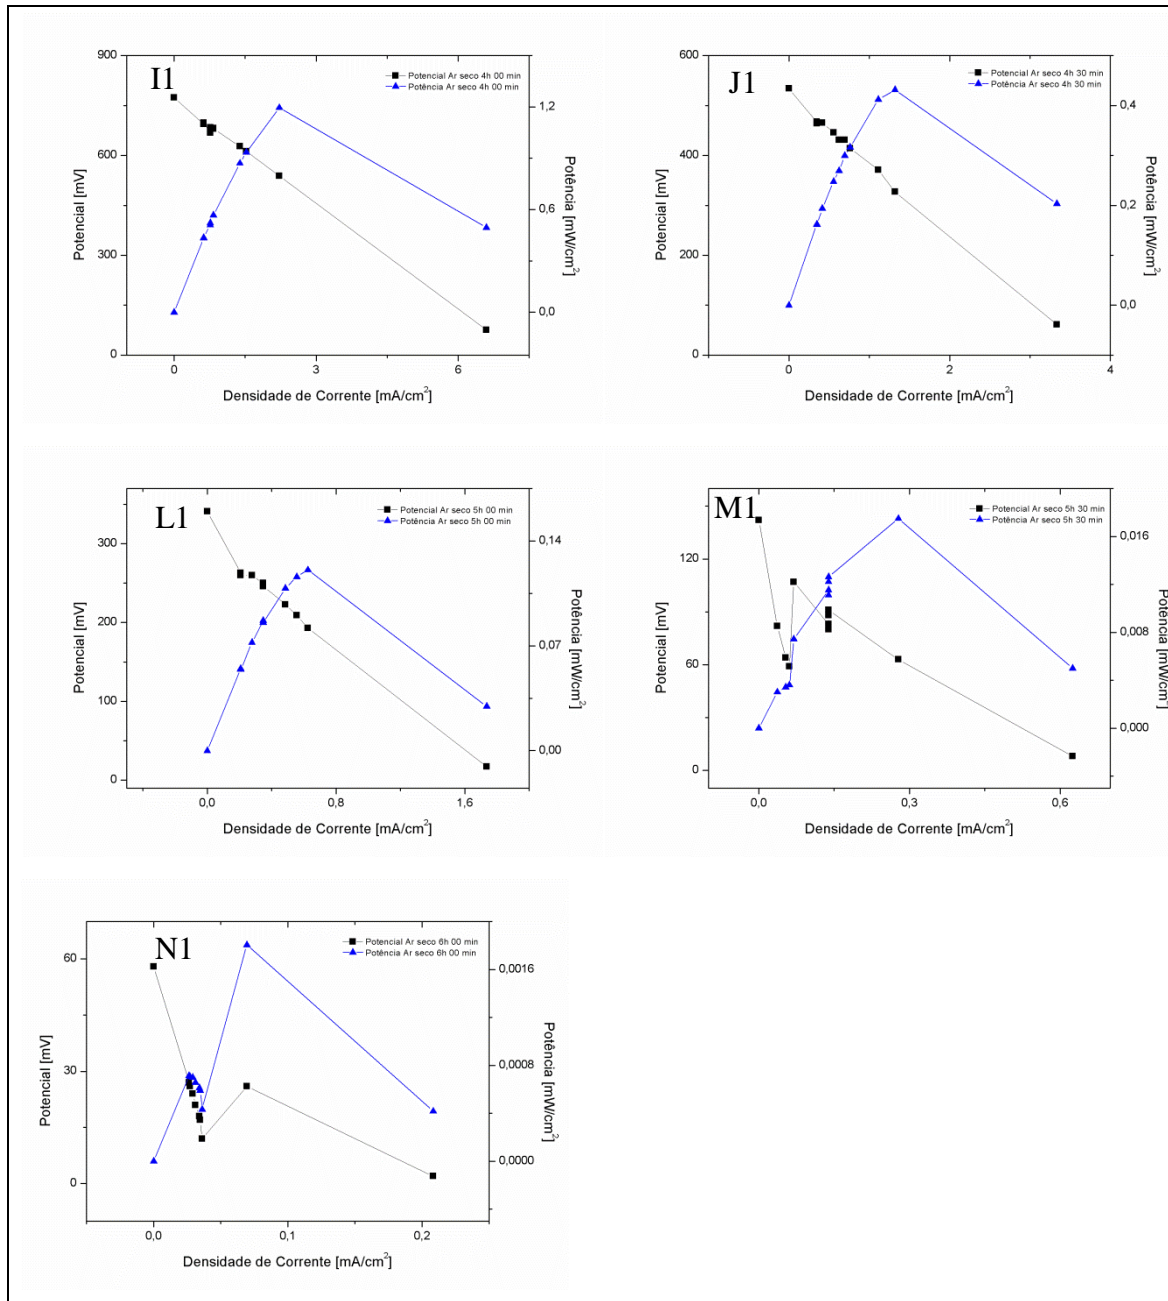 I1
Potencial Ar seco 4h 00 min
Potência Ar seco 4h 00 min
900
600
300
0
Potencial [mV]
1,2
0,6
0,0
Potência [mW/cm²]
0
3
6
Densidade de Corrente [mA/cm²]
J1
Potencial Ar seco 4h 30 min
Potência Ar seco 4h 30 min
600
400
200
0
Potencial [mV]
0,4
0,2
0,0
Potência [mW/cm²]
0
2
4
Densidade de Corrente [mA/cm²]
L1
Potencial Ar seco 5h 00 min
Potência Ar seco 5h 00 min
300
200
100
0
Potencial [mV]
0,14
0,07
0,00
Potência [mW/cm²]
0,0
0,8
1,6
Densidade de Corrente [mA/cm²]
M1
Potencial Ar seco 5h 30 min
Potência Ar seco 5h 30 min
120
60
0
Potencial [mV]
0,016
0,008
0,000
Potência [mW/cm²]
0,0
0,3
0,6
Densidade de Corrente [mA/cm²]
N1
Potencial Ar seco 6h 00 min
Potência Ar seco 6h 00 min
60
30
0
Potencial [mV]
0,0016
0,0008
0,0000
Potência [mW/cm²]
0,0
0,1
0,2
Densidade de Corrente [mA/cm²]